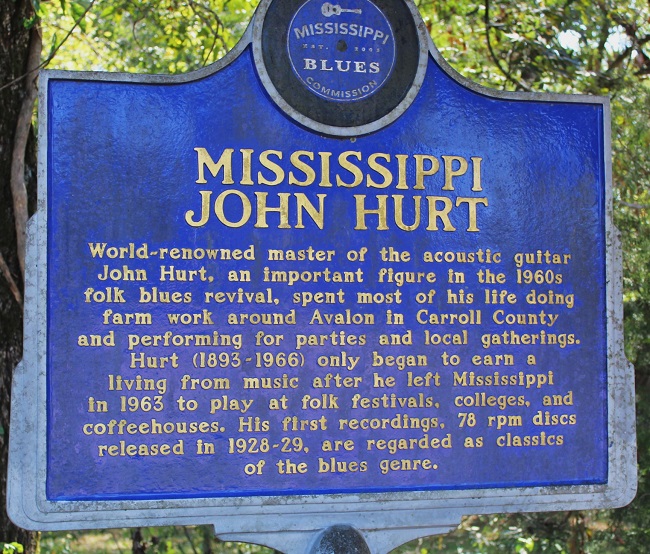 MISSISSIPPI
EST. 2003
BLUES
COMMISSION
MISSISSIPPI
JOHN HURT
World-renowned master of the acoustic guitar
John Hurt, an important figure in the 1960s
folk blues revival, spent most of his life doing
farm work around Avalon in Carroll County
and performing for parties and local gatherings.
Hurt (1893-1966) only began to earn a
living from music after he left Mississippi
in 1963 to play at folk festivals, colleges, and
coffeehouses. His first recordings, 78 rpm discs
released in 1928-29, are regarded as classics
of the blues genre.